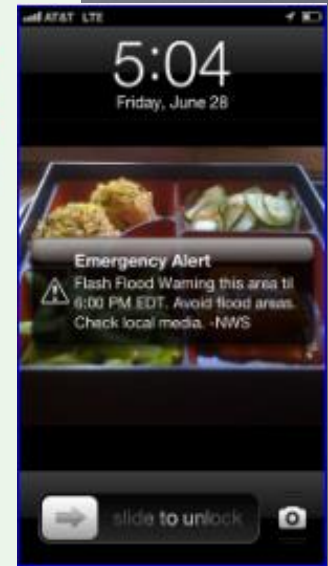 AT&T LTE
5:04
Friday, June 28
Emergency Alert
Flash Flood Warning this area til
6:00 PM EDT. Avoid flood areas.
Check local media. -NWS
slide to unlock